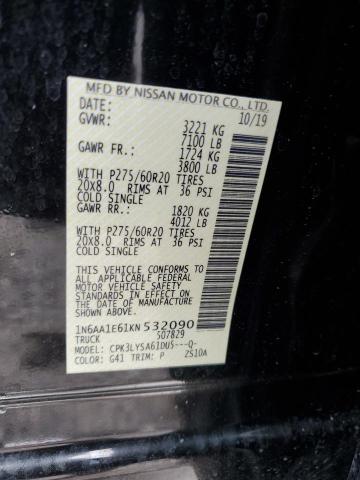 MFD BY NISSAN MOTOR CO., LTD.
DATE: 10/19
GVWR: 3221 KG
7100 LB
GAWR FR.: 1724 KG
3800 LB
WITH P275/60R20 TIRES
20X8.0 RIMS AT 36 PSI
COLD SINGLE
GAWR RR.: 1820 KG
4012 LB
WITH P275/60R20 TIRES
20X8.0 RIMS AT 36 PSI
COLD SINGLE
THIS VEHICLE CONFORMS TO ALL
APPLICABLE FEDERAL
MOTOR VEHICLE SAFETY STANDARDS
IN EFFECT ON THE
DATE OF MANUFACTURE SHOWN ABOVE.
1N6AA1E61KN532090
TRUCK 507829
MODEL: CPK3LYSA61DU5---Q-
COLOR: G41 TRIM: P ZS10A